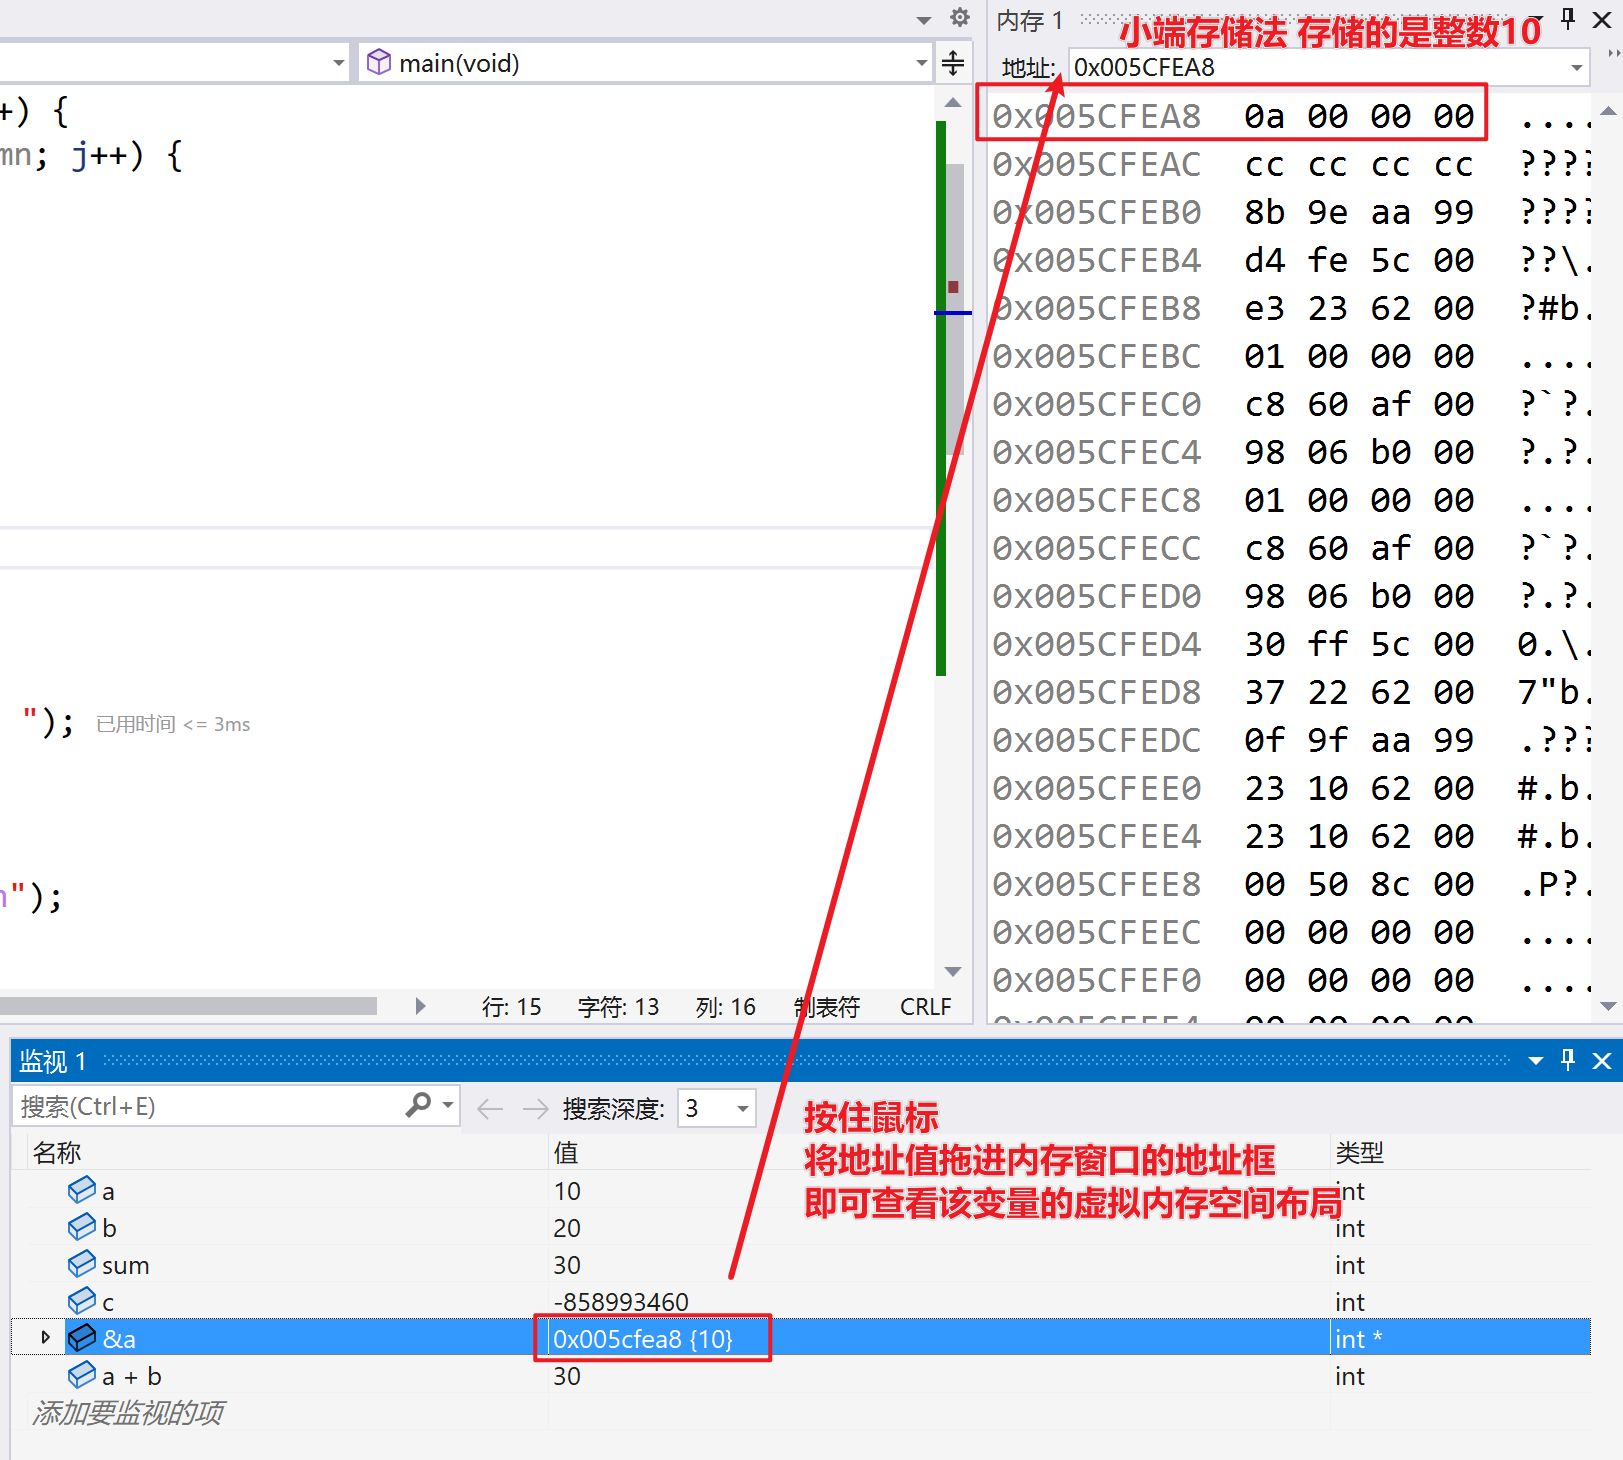 内存 1
小端存储法 存储的是整数10
main(void)
地址: 0x005CFEA8
+) {
mn; j++) {
0x005CFEA8 0a 00 00 00 ....
0x005CFEAC cc cc cc cc ????
0x005CFEB0 8b 9e aa 99 ????
0x005CFEB4 d4 fe 5c 00 ??\.
0x005CFEB8 e3 23 62 00 ?#b.
0x005CFEBC 01 00 00 00 ....
0x005CFEC0 c8 60 af 00 ?`?.
0x005CFEC4 98 06 b0 00 ?.?.
0x005CFEC8 01 00 00 00 ....
0x005CFECC c8 60 af 00 ?`?.
0x005CFED0 98 06 b0 00 ?.?.
0x005CFED4 30 ff 5c 00 0.\.
0x005CFED8 37 22 62 00 7"b.
0x005CFEDC 0f 9f aa 99 .???
0x005CFEE0 23 10 62 00 #.b.
0x005CFEE4 23 10 62 00 #.b.
0x005CFEE8 00 50 8c 00 .P?.
0x005CFEEC 00 00 00 00 ....
0x005CFEF0 00 00 00 00 ....
"); 已用时间 <= 3ms
n");
行: 15 字符: 13 列: 16 制表符 CRLF
监视 1
搜索(Ctrl+E) 搜索深度: 3
按住鼠标
将地址值拖进内存窗口的地址框
即可查看该变量的虚拟内存空间布局
名称 值 类型
a 10 int
b 20 int
sum 30 int
c -858993460 int
&a 0x005cfea8 {10} int *
a + b 30 int
添加要监视的项